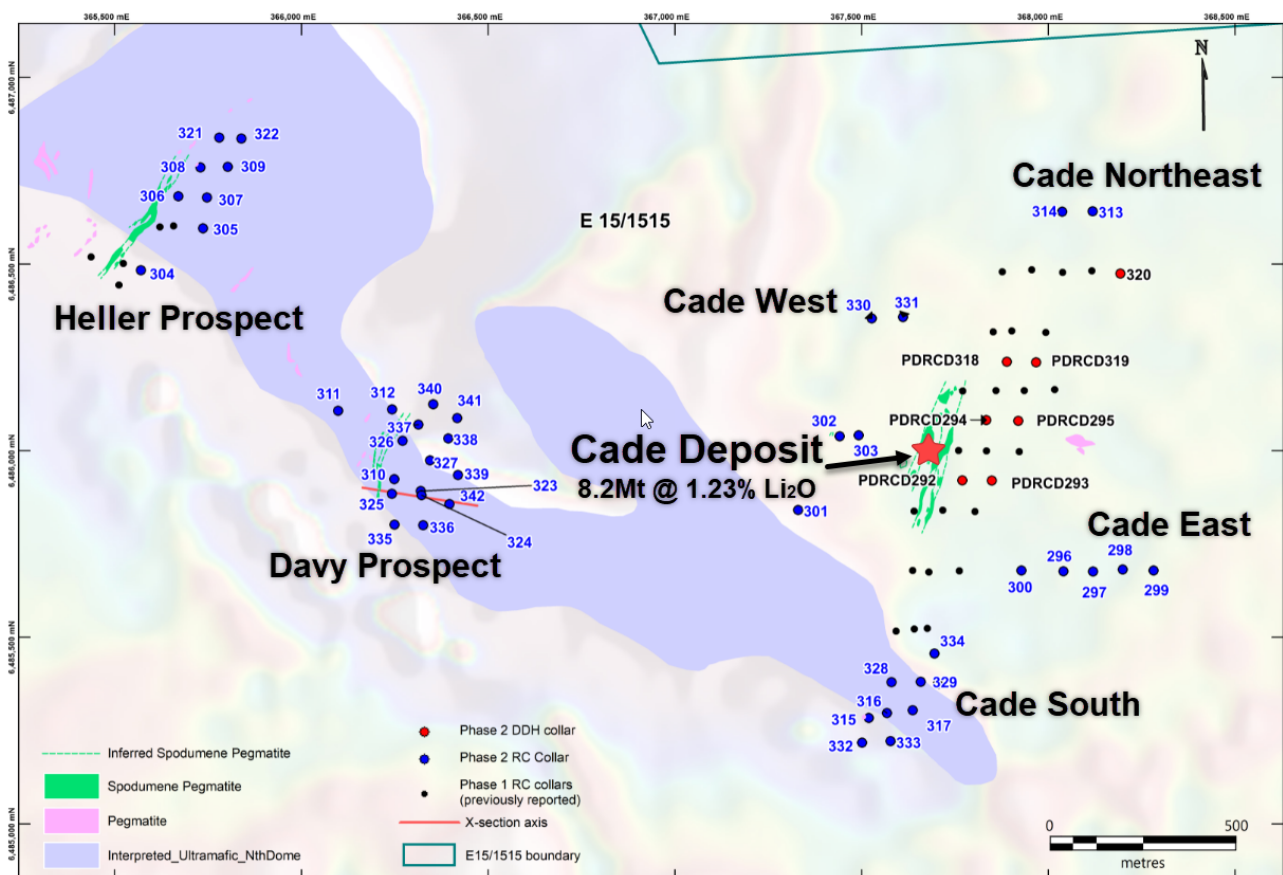 365,500 mE
366,000 mE
366,500 mE
367,000 mE
367,500 mE
368,000 mE
368,500 mE
6,487,000 mN
6,486,500 mN
6,486,000 mN
6,485,500 mN
6,485,000 mN
N
321
322
308
309
306
307
305
304
Heller Prospect
E 15/1515
Cade Northeast
314
313
320
Cade West
330
331
PDRCD318
PDRCD319
311
312
340
341
337
326
338
327
310
339
325
342
323
335
336
324
Davy Prospect
302
303
PDRCD294
PDRCD295
Cade Deposit
8.2Mt @ 1.23% Li₂O
PDRCD292
PDRCD293
301
Cade East
296
298
300
297
299
334
328
329
Cade South
316
315
317
332
333
Inferred Spodumene Pegmatite
Spodumene Pegmatite
Pegmatite
Interpreted_Ultramafic_NthDome
Phase 2 DDH collar
Phase 2 RC Collar
Phase 1 RC collars
(previously reported)
X-section axis
E15/1515 boundary
0
500
metres